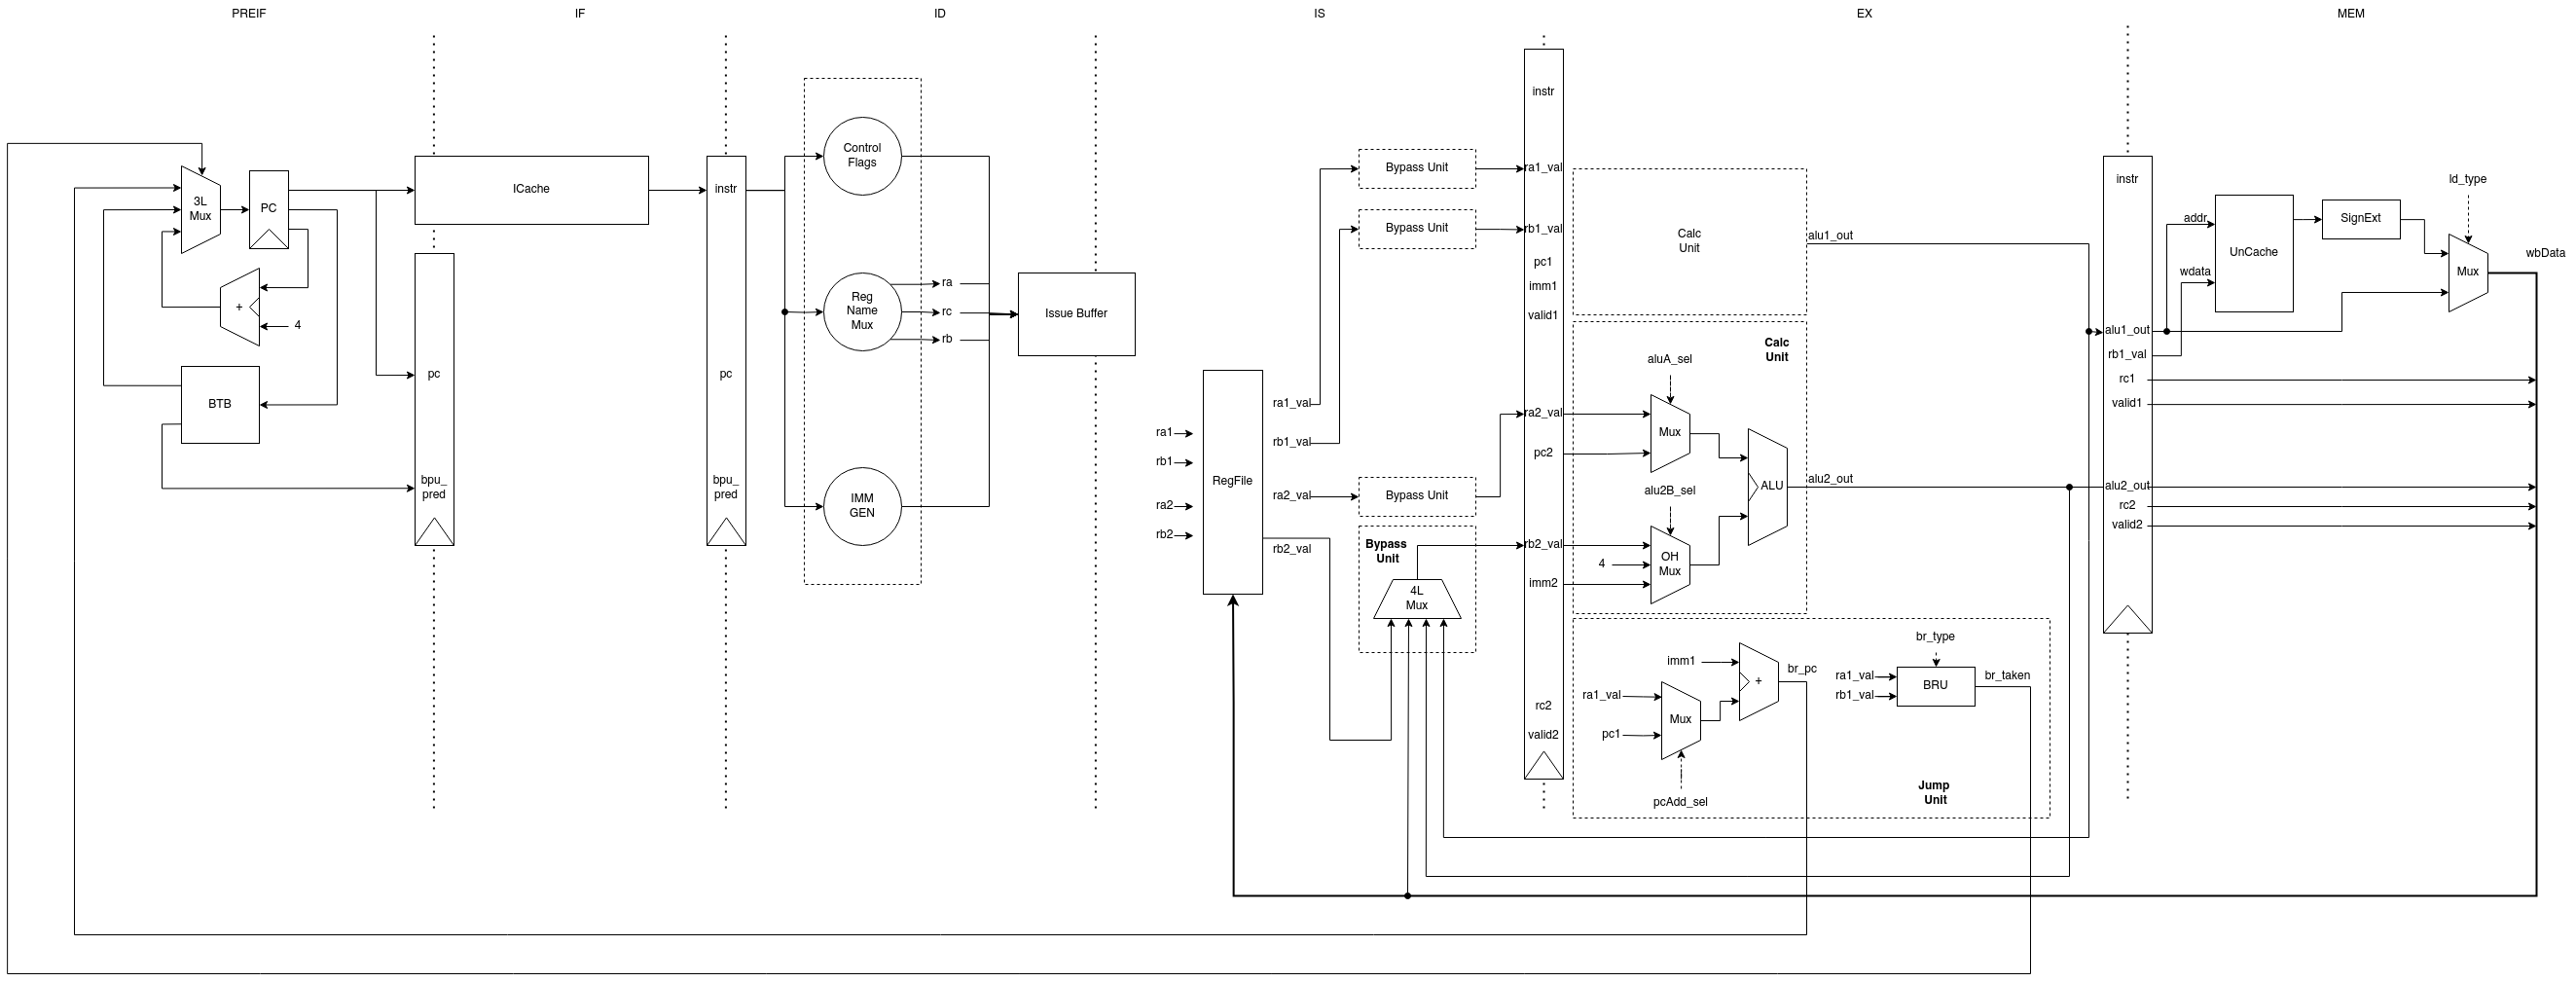 PREIF
IF
ID
IS
EX
MEM
3L
Mux
PC
+
4
BTB
ICache
pc
bpu_
pred
instr
pc
bpu_
pred
Control
Flags
Reg
Name
Mux
IMM
GEN
ra
rc
rb
Issue Buffer
ra1
rb1
ra2
rb2
RegFile
ra1_val
rb1_val
ra2_val
rb2_val
Bypass Unit
Bypass Unit
Bypass Unit
Bypass
Unit
4L
Mux
instr
ra1_val
rb1_val
pc1
imm1
valid1
ra2_val
pc2
rb2_val
imm2
rc2
valid2
Calc
Unit
alu1_out
Calc
Unit
aluA_sel
Mux
alu2B_sel
4
OH
Mux
ALU
alu2_out
imm1
ra1_val
pc1
Mux
pcAdd_sel
+
br_pc
br_type
ra1_val
rb1_val
BRU
br_taken
Jump
Unit
instr
alu1_out
rb1_val
rc1
valid1
alu2_out
rc2
valid2
addr
wdata
UnCache
SignExt
ld_type
Mux
wbData